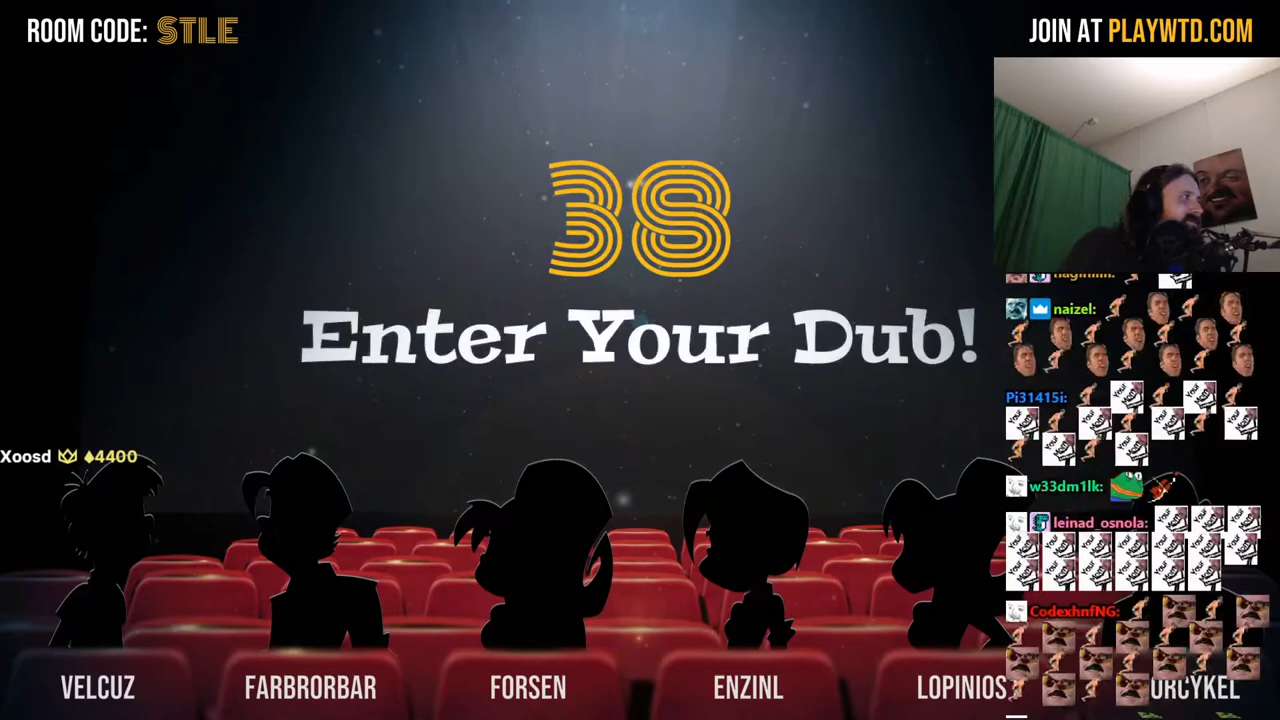 ROOM CODE: STLE
JOIN AT PLAYWTD.COM
38
Enter Your Dub!
naizel:
Pi31415i:
w33dm1lk:
leinad_osnola:
CodexhnfNG:
Xoosd 4400
VELCUZ
FARBRORBAR
FORSEN
ENZINL
LOPINIOS
URCYKEL